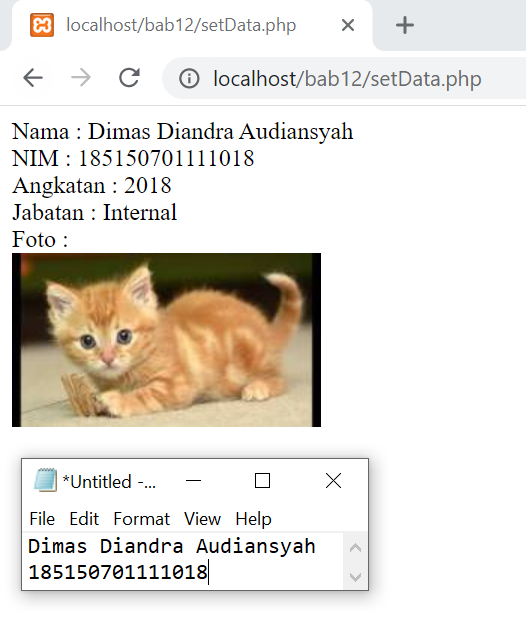 localhost/bab12/setData.php
localhost/bab12/setData.php
Nama : Dimas Diandra Audiansyah
NIM : 185150701111018
Angkatan : 2018
Jabatan : Internal
Foto :
*Untitled -...
File Edit Format View Help
Dimas Diandra Audiansyah
185150701111018